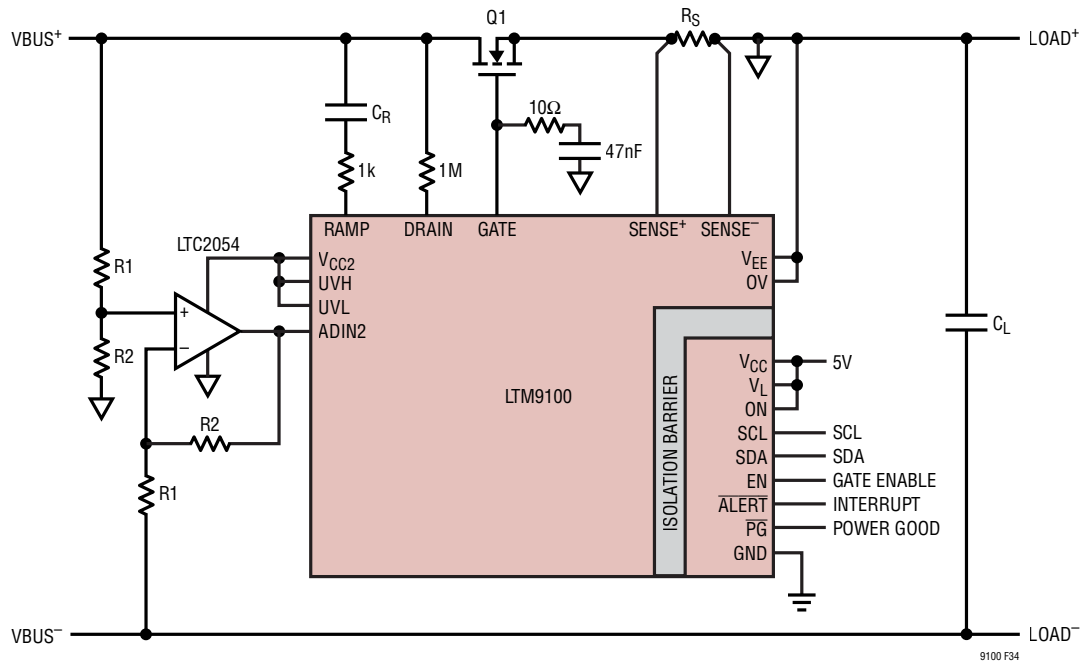 Q1
RS
VBUS+
LOAD+
CR
10Ω
47nF
1k
1M
RAMP
DRAIN
GATE
SENSE+
SENSE–
LTC2054
R1
VCC2
UVH
UVL
ADIN2
VEE
OV
+
–
R2
CL
VCC
5V
VL
ON
LTM9100
ISOLATION BARRIER
R2
SCL
SCL
SDA
SDA
EN
GATE ENABLE
R1
ALERT
INTERRUPT
PG
POWER GOOD
GND
VBUS–
LOAD–
9100 F34